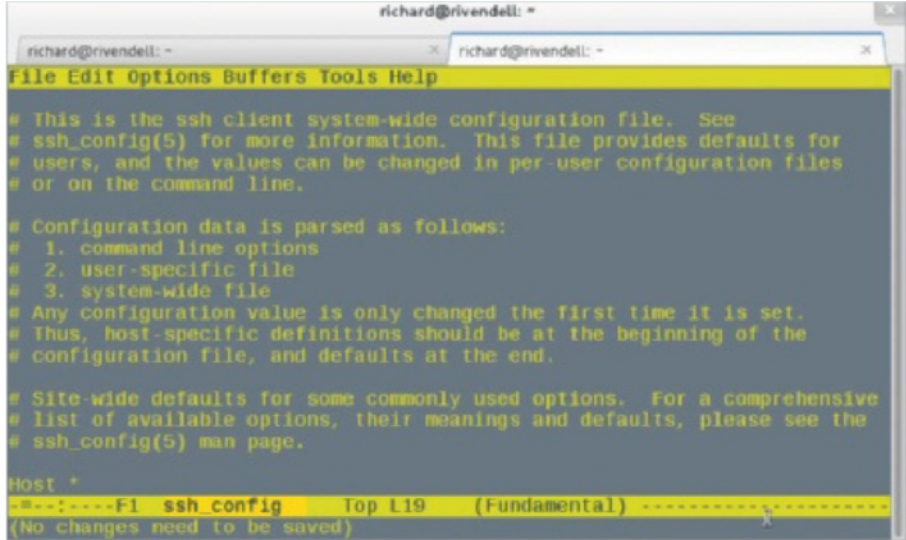 richard@rivendell: ~
richard@rivendell: ~ × richard@rivendell: ~ ×
File Edit Options Buffers Tools Help
# This is the ssh client system-wide configuration file.  See
# ssh_config(5) for more information.  This file provides defaults for
# users, and the values can be changed in per-user configuration files
# or on the command line.
# Configuration data is parsed as follows:
#  1. command line options
#  2. user-specific file
#  3. system-wide file
# Any configuration value is only changed the first time it is set.
# Thus, host-specific definitions should be at the beginning of the
# configuration file, and defaults at the end.
# Site-wide defaults for some commonly used options.  For a comprehensive
# list of available options, their meanings and defaults, please see the
# ssh_config(5) man page.
Host *
-=--:----F1  ssh_config      Top L19    (Fundamental) ---------------------
(No changes need to be saved)